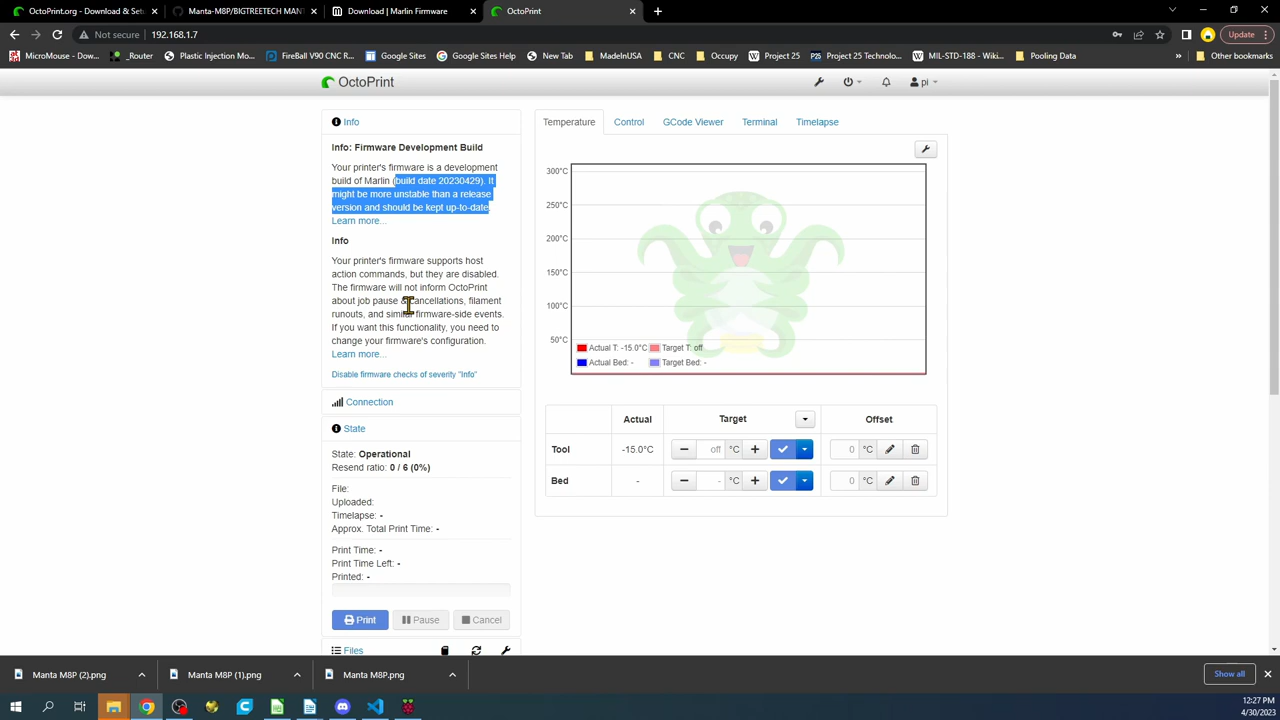 OctoPrint.org - Download & Set
Manta-M8P/BIGTREETECH MANT
Download | Marlin Firmware
OctoPrint
Not secure 192.168.1.7 Update
MicroMouse - Dow...
_Router
Plastic Injection Mo...
FireBall V90 CNC R...
Google Sites
Google Sites Help
New Tab
MadeInUSA
CNC
Occupy
Project 25
Project 25 Technolo...
MIL-STD-188 - Wiki...
Pooling Data
Other bookmarks
OctoPrint
pi
Info
Info: Firmware Development Build
Your printer's firmware is a development
build of Marlin (build date 20230429). It
might be more unstable than a release
version and should be kept up-to-date.
Learn more...
Info
Your printer's firmware supports host
action commands, but they are disabled.
The firmware will not inform OctoPrint
about job pause & cancellations, filament
runouts, and similar firmware-side events.
If you want this functionality, you need to
change your firmware's configuration.
Learn more...
Disable firmware checks of severity "Info"
Connection
State
State: Operational
Resend ratio: 0 / 6 (0%)
File:
Uploaded:
Timelapse: -
Approx. Total Print Time: -
Print Time: -
Print Time Left: -
Printed: -
Print Pause Cancel
Files
Temperature Control GCode Viewer Terminal Timelapse
300°C
250°C
200°C
150°C
100°C
50°C
Actual T: -15.0°C Target T: off
Actual Bed: - Target Bed: -
Actual Target Offset
Tool -15.0°C off °C 0 °C
Bed - - °C 0 °C
Manta M8P (2).png
Manta M8P (1).png
Manta M8P.png
Show all
12:27 PM
4/30/2023